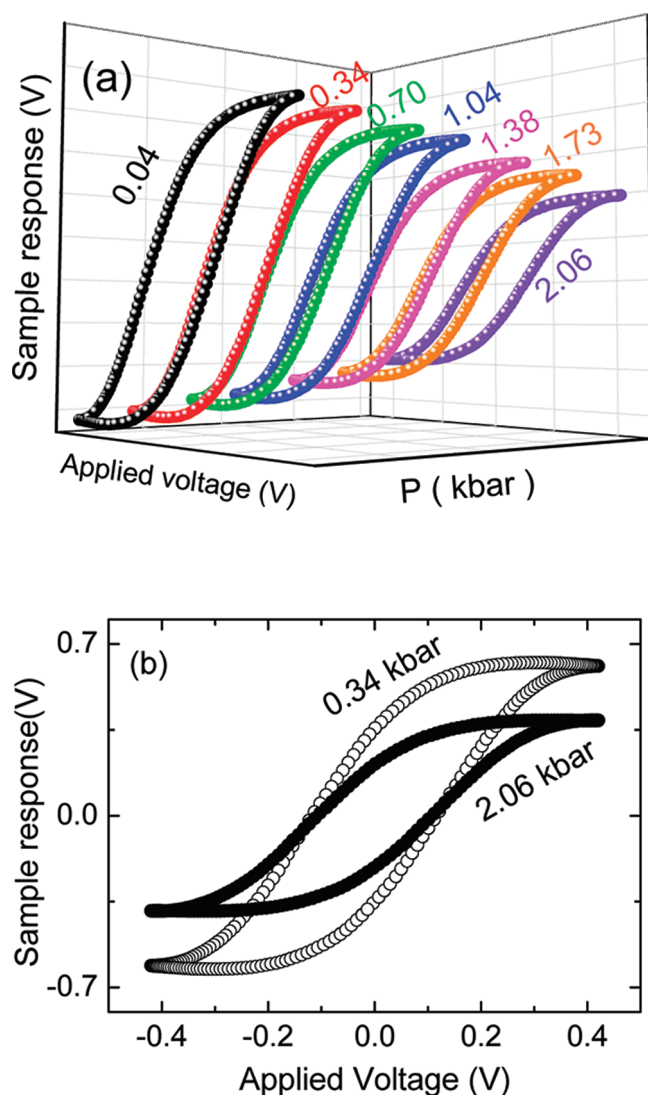 (a)
0.04
0.34
0.70
1.04
1.38
1.73
2.06
Sample response (V)
Applied voltage (V)
P ( kbar )
(b)
0.34 kbar
2.06 kbar
0.7
0.0
-0.7
Sample response(V)
-0.4 -0.2 0.0 0.2 0.4
Applied Voltage (V)